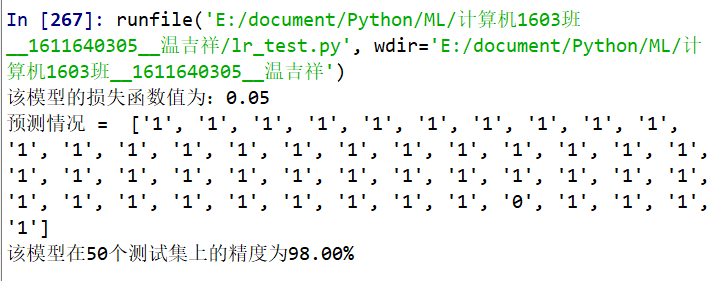 In [267]: runfile('E:/document/Python/ML/计算机1603班
__1611640305__温吉祥/lr_test.py', wdir='E:/document/Python/ML/计
算机1603班__1611640305__温吉祥')
该模型的损失函数值为：0.05
预测情况 =  ['1', '1', '1', '1', '1', '1', '1', '1', '1', '1',
'1', '1', '1', '1', '1', '1', '1', '1', '1', '1', '1', '1', '1',
'1', '1', '1', '1', '1', '1', '1', '1', '1', '1', '1', '1', '1',
'1', '1', '1', '1', '1', '1', '1', '1', '1', '0', '1', '1', '1',
'1']
该模型在50个测试集上的精度为98.00%